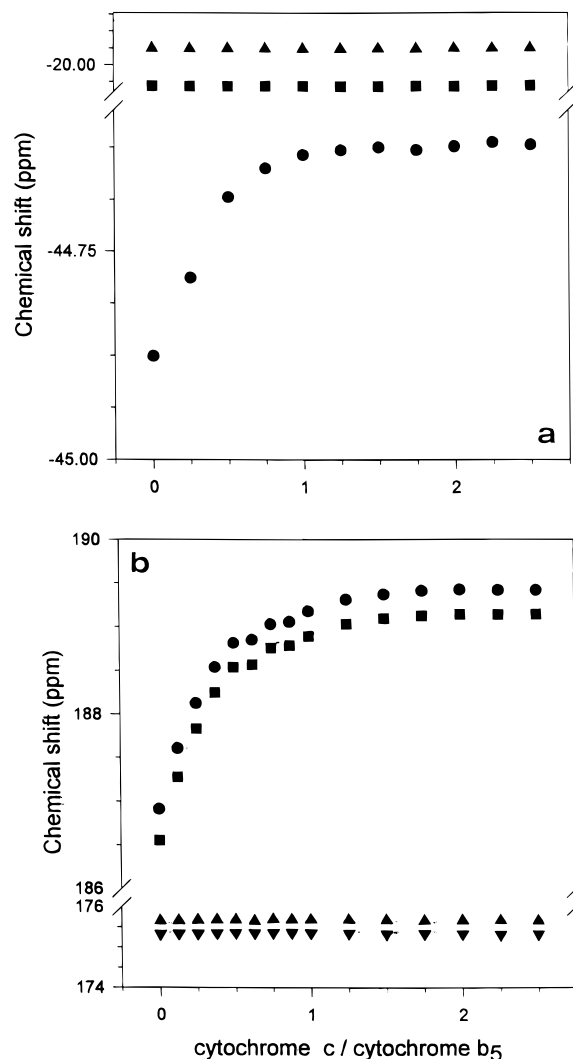 -20.00
Chemical shift (ppm)
-44.75
-45.00
a
0 1 2
b
190
Chemical shift (ppm)
188
186
176
174
0 1 2
cytochrome c / cytochrome b5